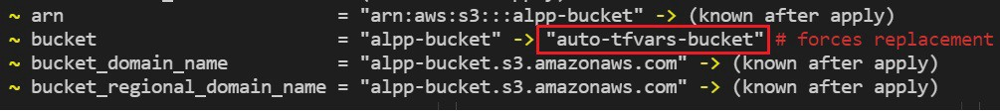 ~ arn = "arn:aws:s3:::alpp-bucket" -> (known after apply)
~ bucket = "alpp-bucket" -> "auto-tfvars-bucket" # forces replacement
~ bucket_domain_name = "alpp-bucket.s3.amazonaws.com" -> (known after apply)
~ bucket_regional_domain_name = "alpp-bucket.s3.amazonaws.com" -> (known after apply)